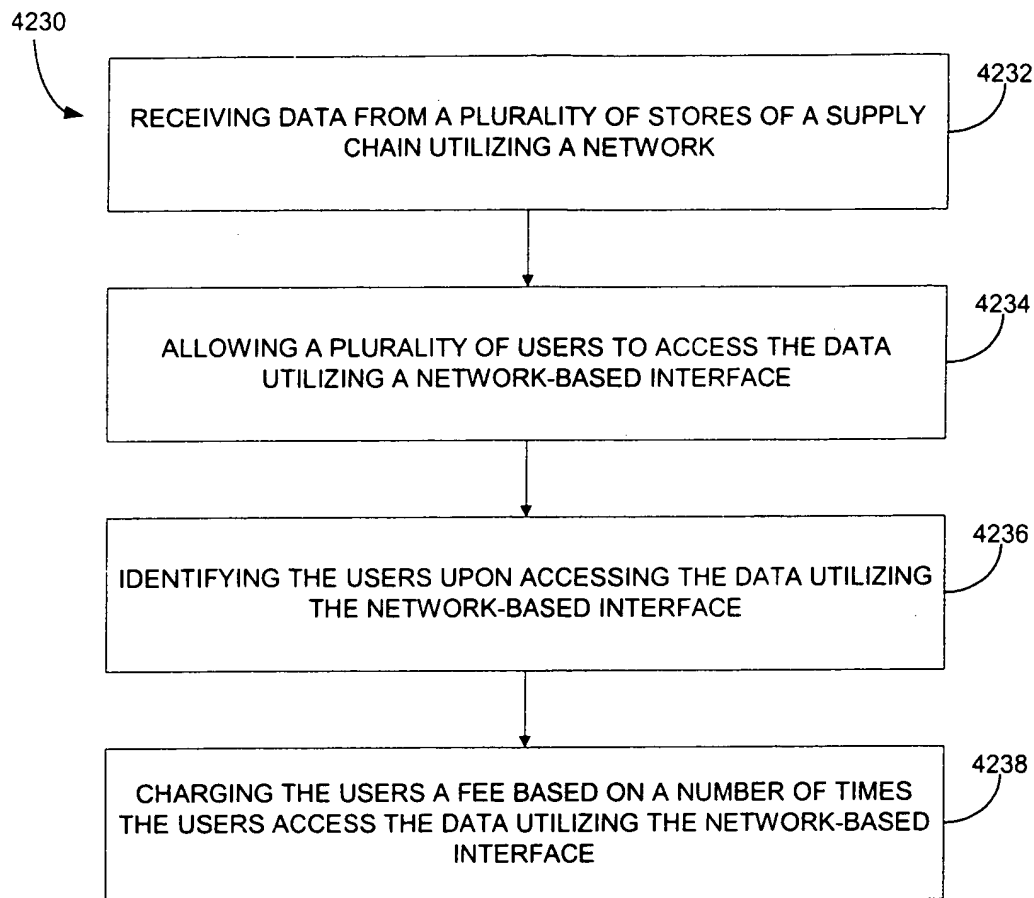 4230
4232
RECEIVING DATA FROM A PLURALITY OF STORES OF A SUPPLY
CHAIN UTILIZING A NETWORK
4234
ALLOWING A PLURALITY OF USERS TO ACCESS THE DATA
UTILIZING A NETWORK-BASED INTERFACE
4236
IDENTIFYING THE USERS UPON ACCESSING THE DATA UTILIZING
THE NETWORK-BASED INTERFACE
4238
CHARGING THE USERS A FEE BASED ON A NUMBER OF TIMES
THE USERS ACCESS THE DATA UTILIZING THE NETWORK-BASED
INTERFACE